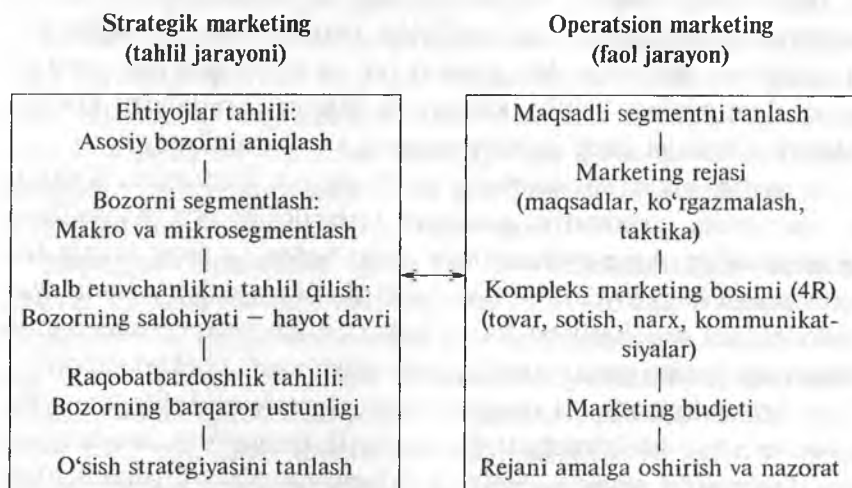 Strategik marketing
(tahlil jarayoni)
Ehtiyojlar tahlili:
Asosiy bozorni aniqlash
Bozorni segmentlash:
Makro va mikrosegmentlash
Jalb etuvchanlikni tahlil qilish:
Bozorning salohiyati – hayot davri
Raqobatbardoshlik tahlili:
Bozorning barqaror ustunligi
O‘sish strategiyasini tanlash
Operatsion marketing
(faol jarayon)
Maqsadli segmentni tanlash
Marketing rejasi
(maqsadlar, ko‘rgazmalash,
taktika)
Kompleks marketing bosimi (4R)
(tovar, sotish, narx, kommunikat-
siyalar)
Marketing budjeti
Rejani amalga oshirish va nazorat